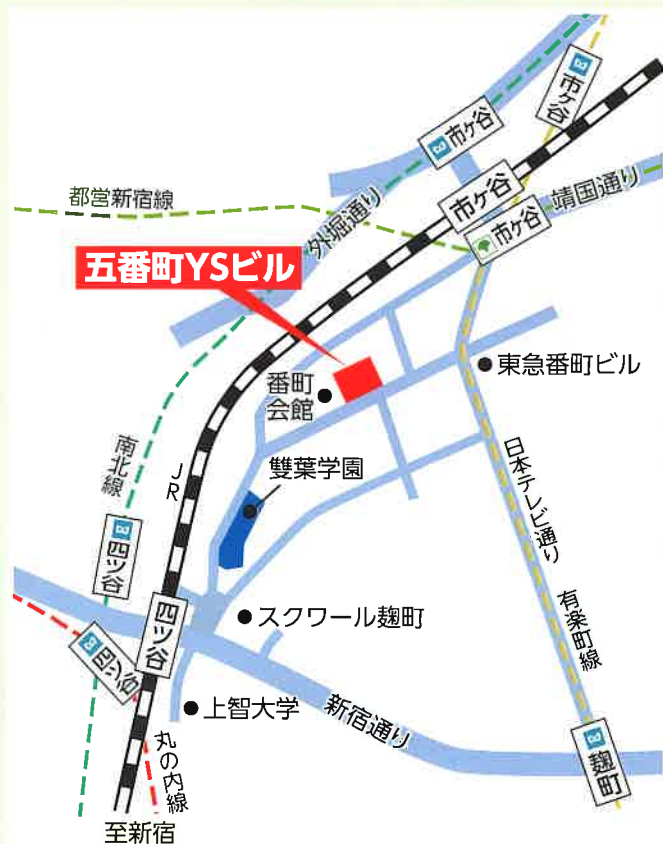 市ヶ谷
市ヶ谷
都営新宿線
外堀通り
市ヶ谷
靖国通り
市ヶ谷
五番町YSビル
東急番町ビル
番町
会館
南北線
JR
雙葉学園
日本テレビ通り
四ツ谷
四ツ谷
スクワール麹町
有楽町線
四ツ谷
上智大学
新宿通り
丸の内線
麹町
至新宿